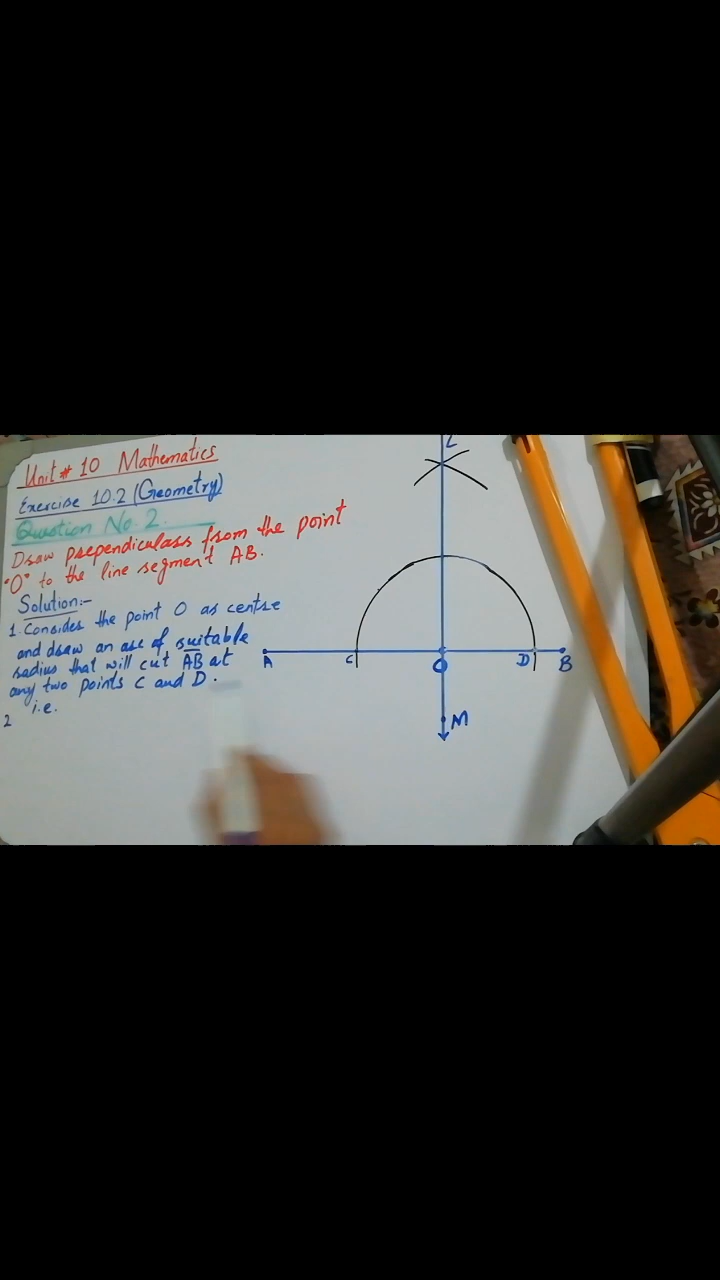 Unit # 10 Mathematics
Exercise 10.2 (Geometry)
Question No. 2.
Draw prependiculars from the point
"O" to the line segment AB.
Solution:-
1. Consider the point O as centre
and draw an arc of suitable
radius that will cut AB at
any two points C and D.
i.e.
2
L
A C O D B
M